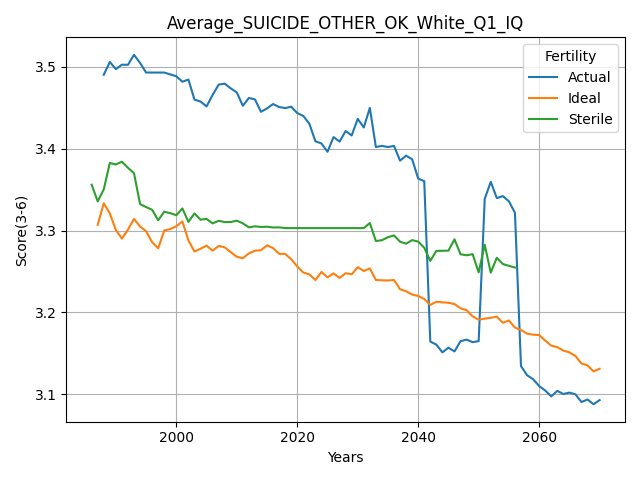 Average_SUICIDE_OTHER_OK_White_Q1_IQ
Fertility
Actual
Ideal
Sterile
Score(3-6)
3.5
3.4
3.3
3.2
3.1
2000 2020 2040 2060
Years